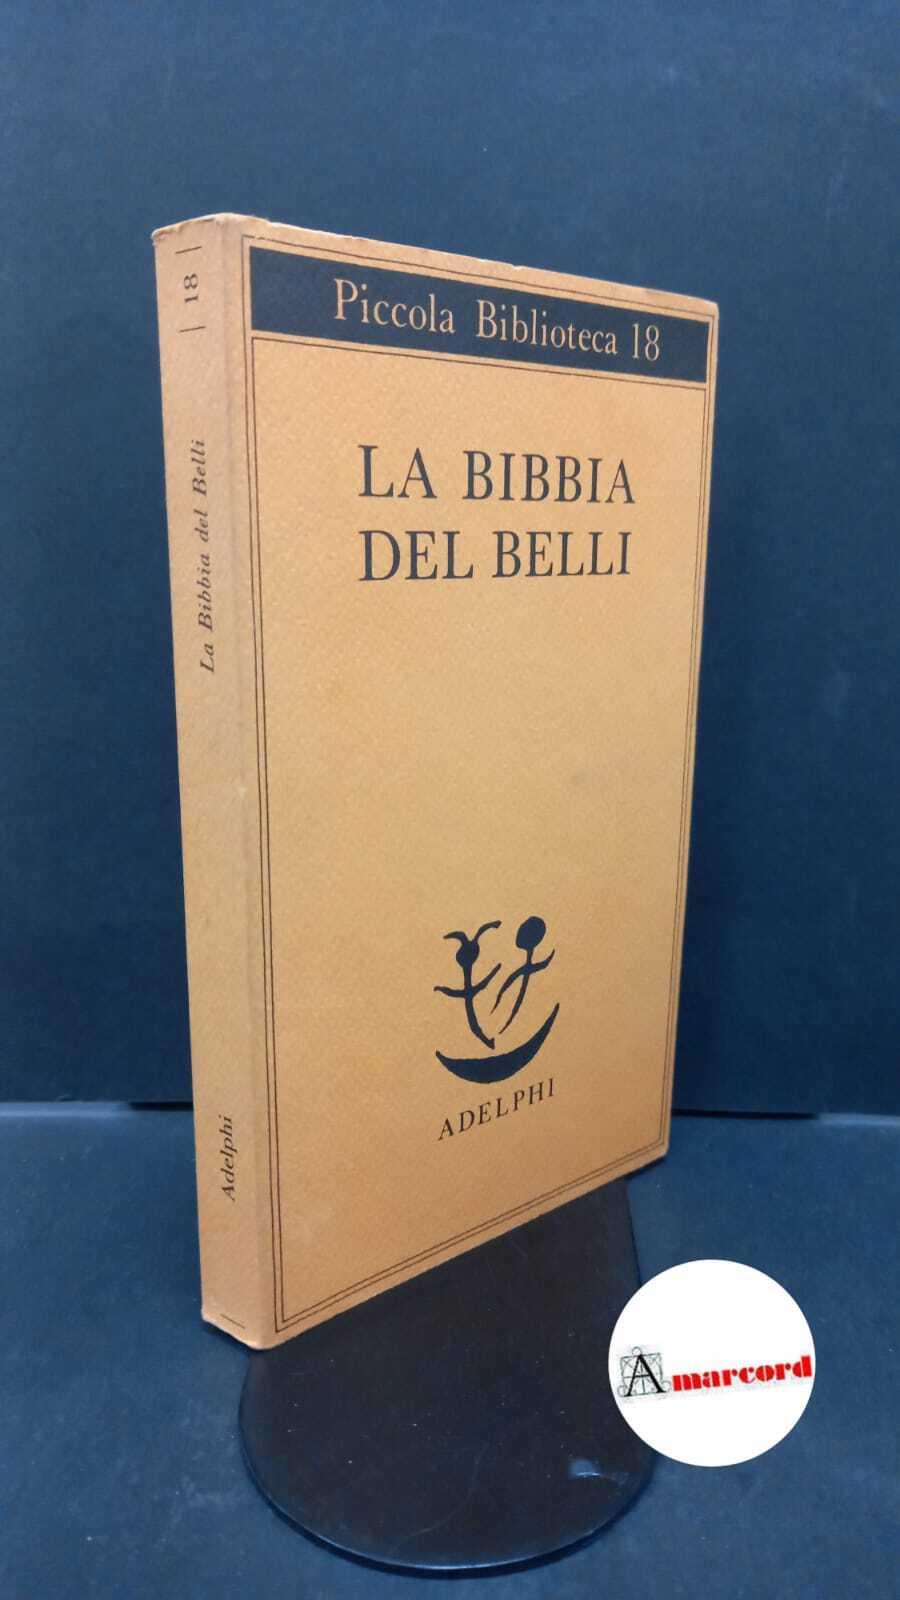 Piccola Biblioteca 18
LA BIBBIA
DEL BELLI
ADELPHI
| 18 |
La Bibbia del Belli
Adelphi
Amarcord